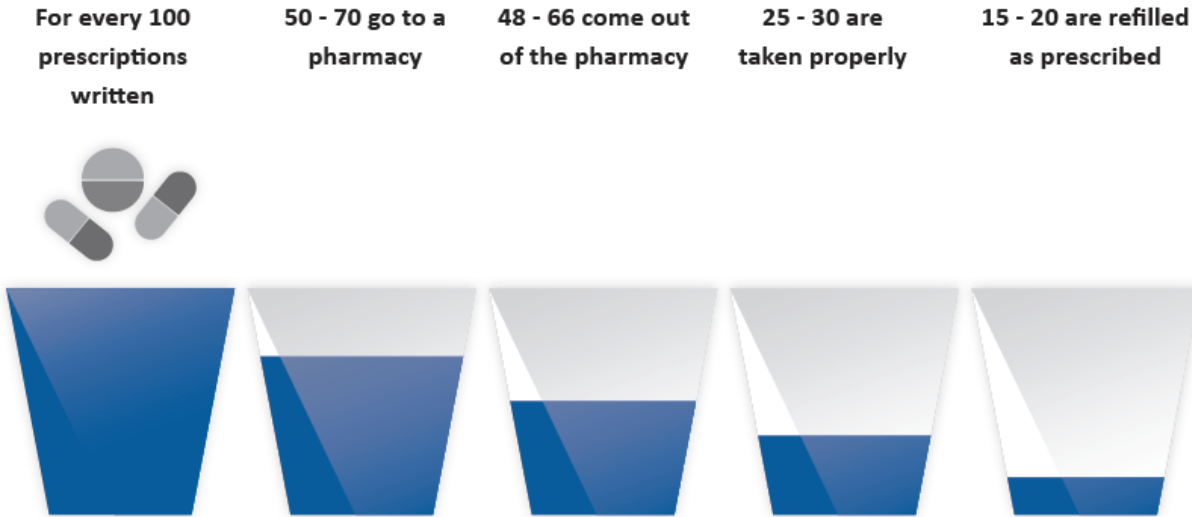 For every 100
prescriptions
written
50 - 70 go to a
pharmacy
48 - 66 come out
of the pharmacy
25 - 30 are
taken properly
15 - 20 are refilled
as prescribed